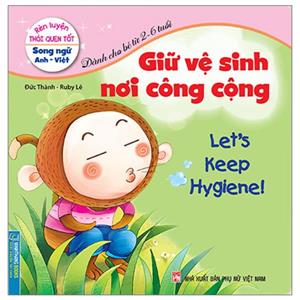 Rèn luyện
THÓI QUEN TỐT
Song ngữ
Anh - Việt
Dành cho bé từ 2-6 tuổi
Giữ vệ sinh
nơi công cộng
Đức Thành - Ruby Lê
Let's
Keep
Hygiene!
NHÀ XUẤT BẢN PHỤ NỮ VIỆT NAM